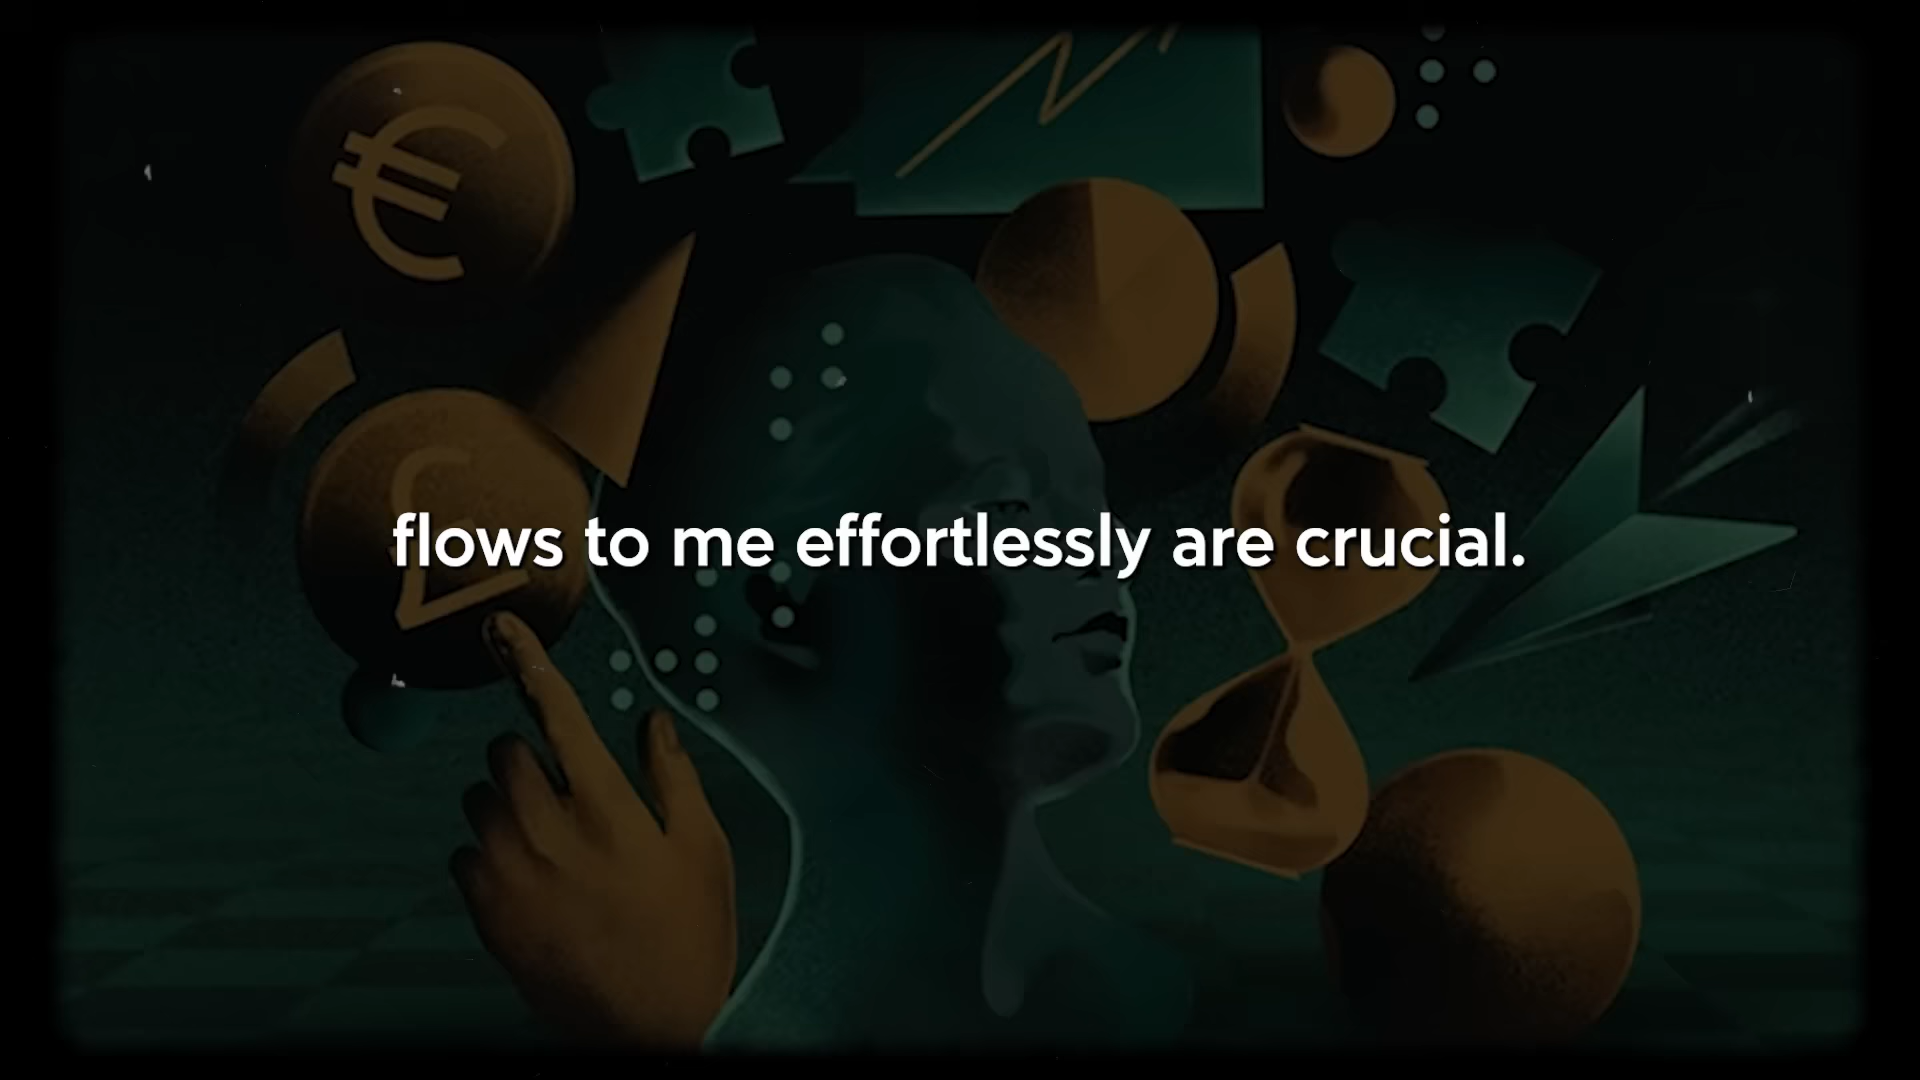 €
£
flows to me effortlessly are crucial.